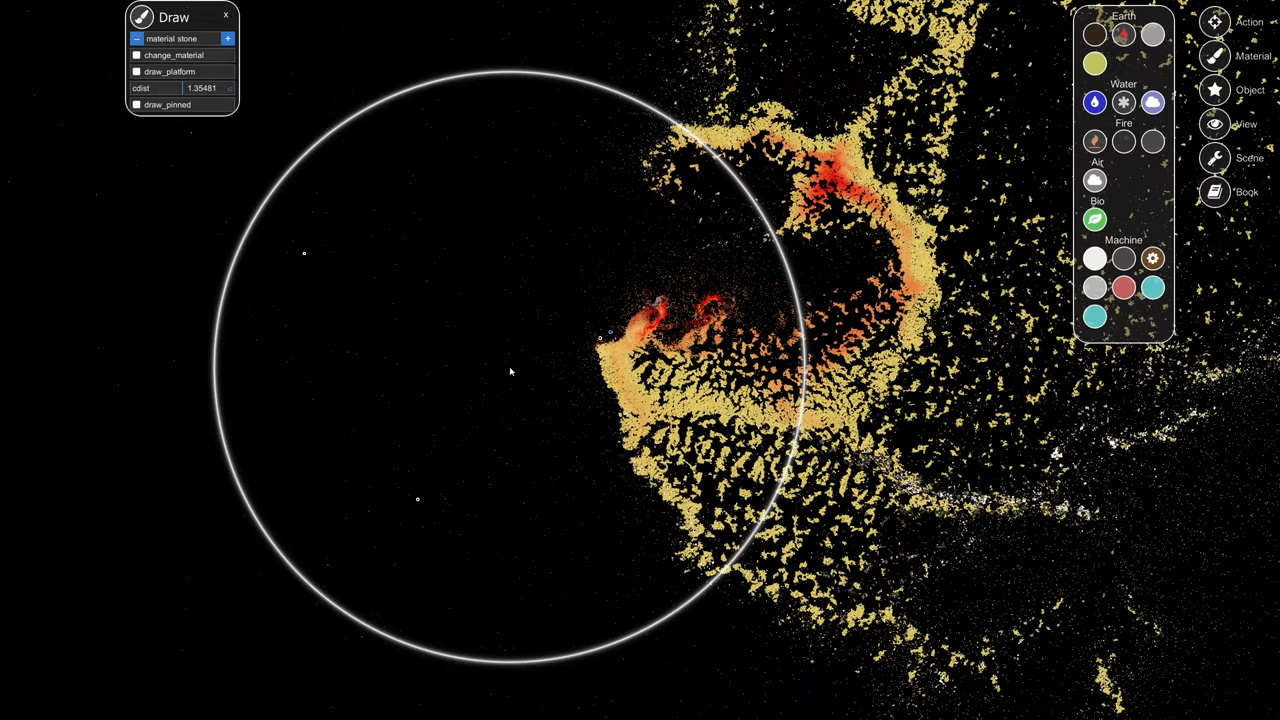 Draw
x
– material stone +
change_material
draw_platform
cdist 1.35481
draw_pinned
Earth
Water
Fire
Air
Bio
Machine
Action
Material
Object
View
Scene
Book